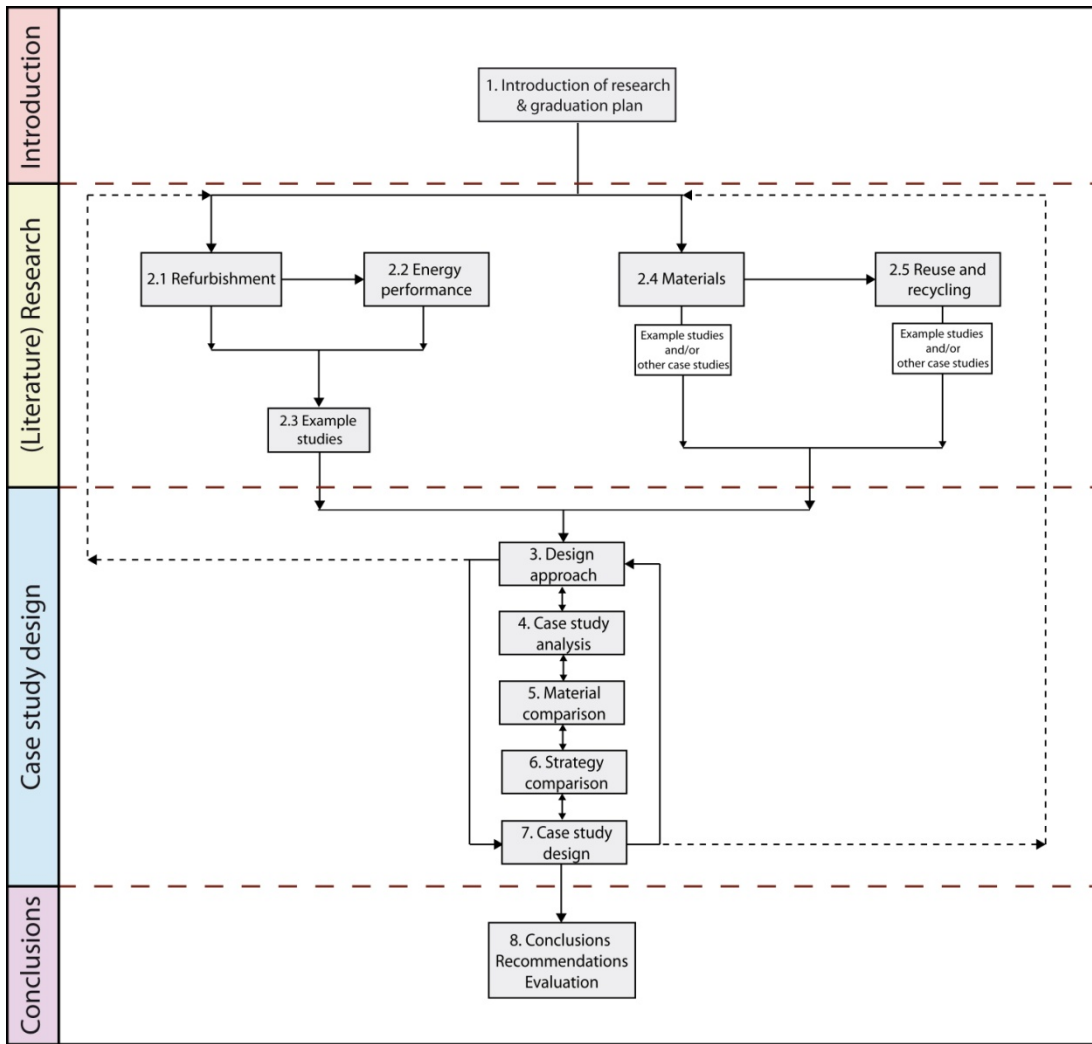 Introduction
1. Introduction of research
& graduation plan
(Literature) Research
2.1 Refurbishment
2.2 Energy
performance
2.4 Materials
2.5 Reuse and
recycling
Example studies
and/or
other case studies
Example studies
and/or
other case studies
2.3 Example
studies
Case study design
3. Design
approach
4. Case study
analysis
5. Material
comparison
6. Strategy
comparison
7. Case study
design
Conclusions
8. Conclusions
Recommendations
Evaluation